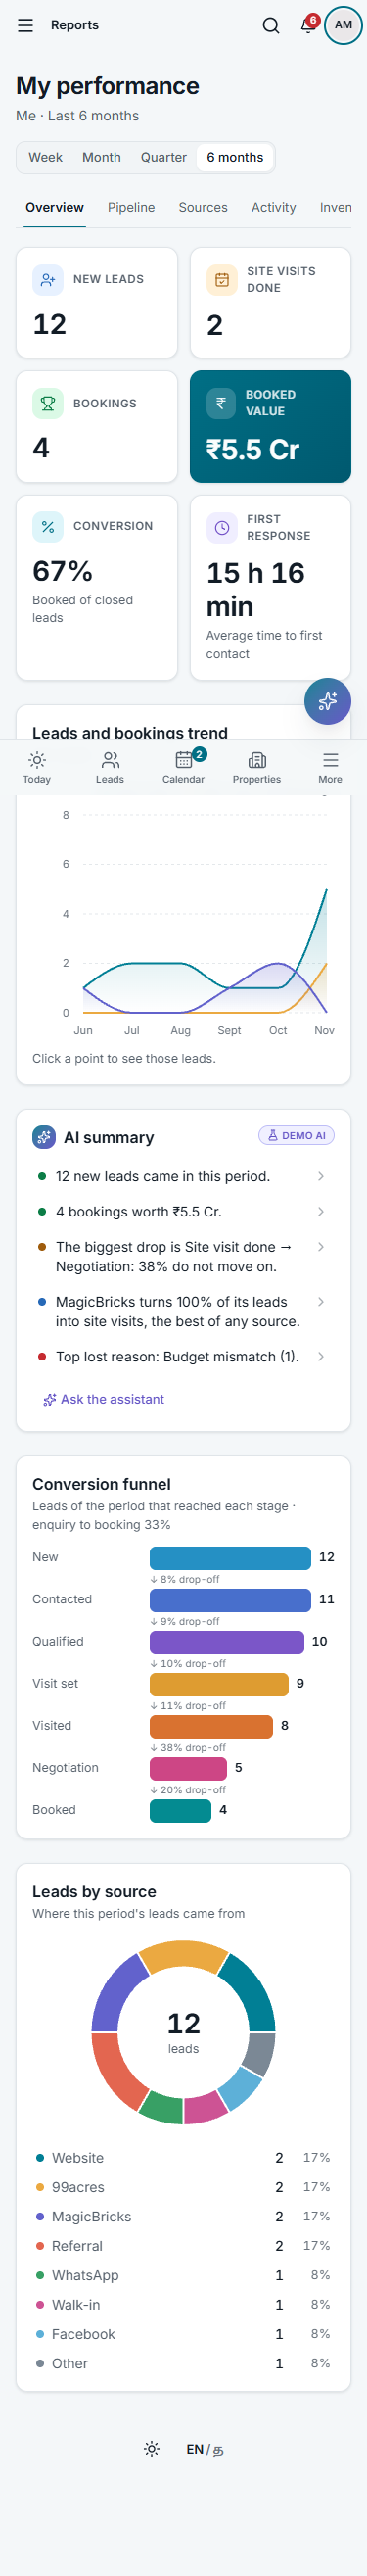 Reports
6
AM
My performance
Me · Last 6 months
Week Month Quarter 6 months
Overview Pipeline Sources Activity Inven
NEW LEADS
12
SITE VISITS
DONE
2
BOOKINGS
4
BOOKED
VALUE
₹5.5 Cr
CONVERSION
67%
Booked of closed
leads
FIRST
RESPONSE
15 h 16
min
Average time to first
contact
Leads and bookings trend
Today
Leads
2
Calendar
Properties
More
8
6
4
2
0
Jun Jul Aug Sept Oct Nov
Click a point to see those leads.
AI summary
DEMO AI
12 new leads came in this period.
4 bookings worth ₹5.5 Cr.
The biggest drop is Site visit done →
Negotiation: 38% do not move on.
MagicBricks turns 100% of its leads
into site visits, the best of any source.
Top lost reason: Budget mismatch (1).
Ask the assistant
Conversion funnel
Leads of the period that reached each stage ·
enquiry to booking 33%
New 12
↓ 8% drop-off
Contacted 11
↓ 9% drop-off
Qualified 10
↓ 10% drop-off
Visit set 9
↓ 11% drop-off
Visited 8
↓ 38% drop-off
Negotiation 5
↓ 20% drop-off
Booked 4
Leads by source
Where this period's leads came from
12
leads
Website 2 17%
99acres 2 17%
MagicBricks 2 17%
Referral 2 17%
WhatsApp 1 8%
Walk-in 1 8%
Facebook 1 8%
Other 1 8%
EN / த